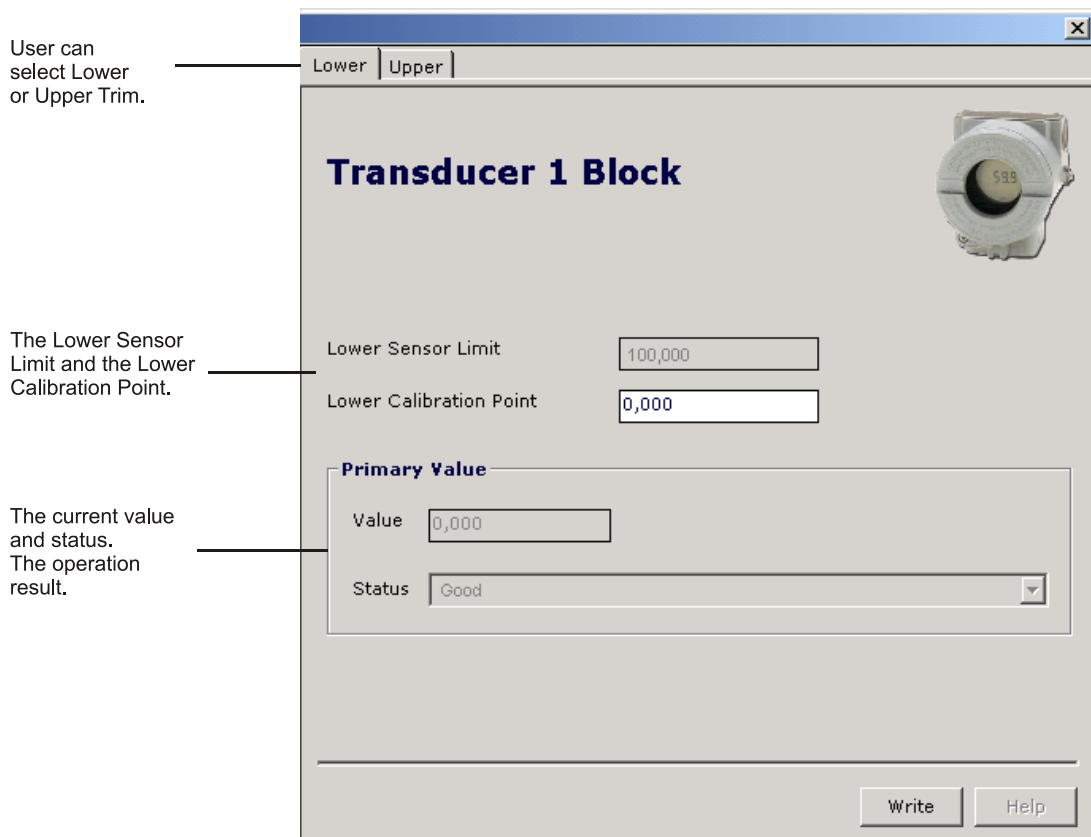 User can
select Lower
or Upper Trim.
Lower
Upper
Transducer 1 Block
59.9
The Lower Sensor
Limit and the Lower
Calibration Point.
Lower Sensor Limit
100,000
Lower Calibration Point
0,000
Primary Value
The current value
and status.
The operation
result.
Value
0,000
Status
Good
Write
Help